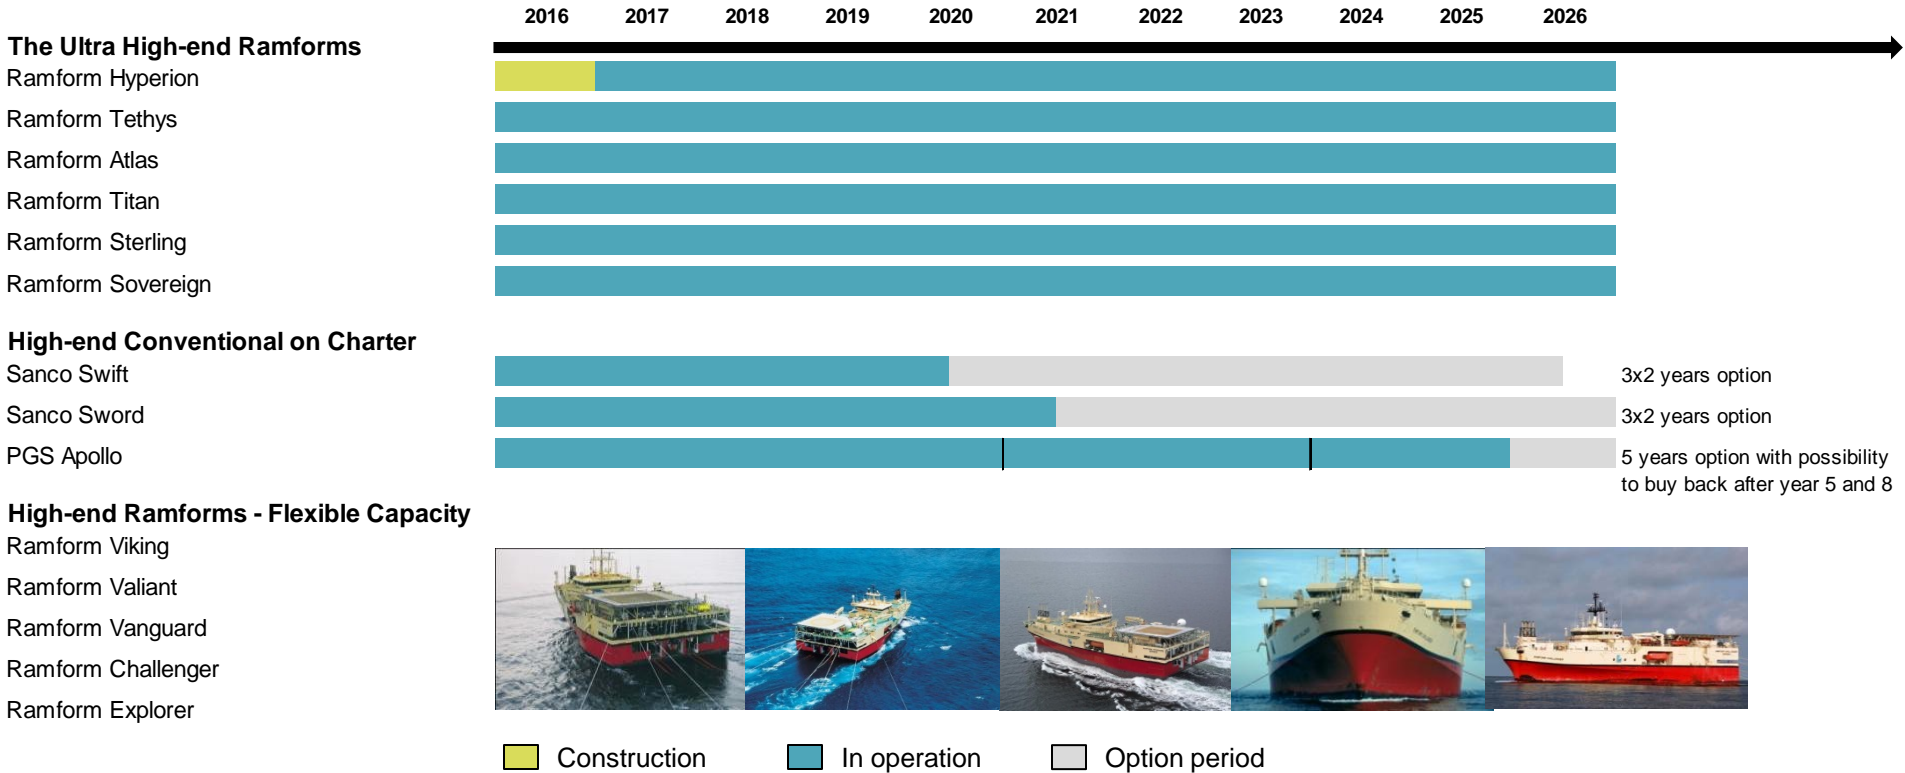 2016 2017 2018 2019 2020 2021 2022 2023 2024 2025 2026
The Ultra High-end Ramforms
Ramform Hyperion
Ramform Tethys
Ramform Atlas
Ramform Titan
Ramform Sterling
Ramform Sovereign
High-end Conventional on Charter
Sanco Swift
3x2 years option
Sanco Sword
3x2 years option
PGS Apollo
5 years option with possibility
to buy back after year 5 and 8
High-end Ramforms - Flexible Capacity
Ramform Viking
Ramform Valiant
Ramform Vanguard
Ramform Challenger
Ramform Explorer
Construction In operation Option period